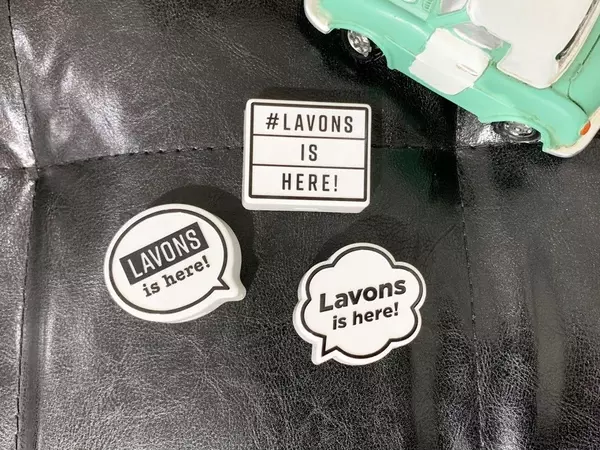 #LAVONS
IS
HERE!
LAVONS
is here!
Lavons
is here!